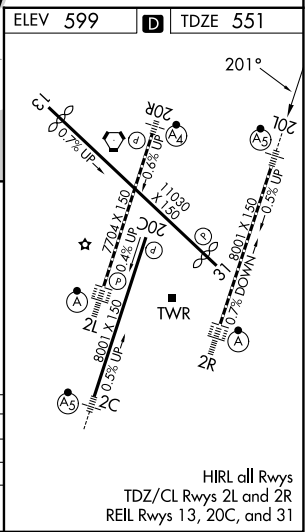 ELEV 599
D
TDZE 551
201°
13
0.7% UP
P
20R
A4
0.6% UP
20L
A5
0.5% UP
11030 X 150
7704 X 150
20C
0.4% UP
P
P
31
8001 X 150
0.7% DOWN
P
A
2L
8001 X 150
0.5% UP
TWR
A
2R
A5
2C
HIRL all Rwys
TDZ/CL Rwys 2L and 2R
REIL Rwys 13, 20C, and 31